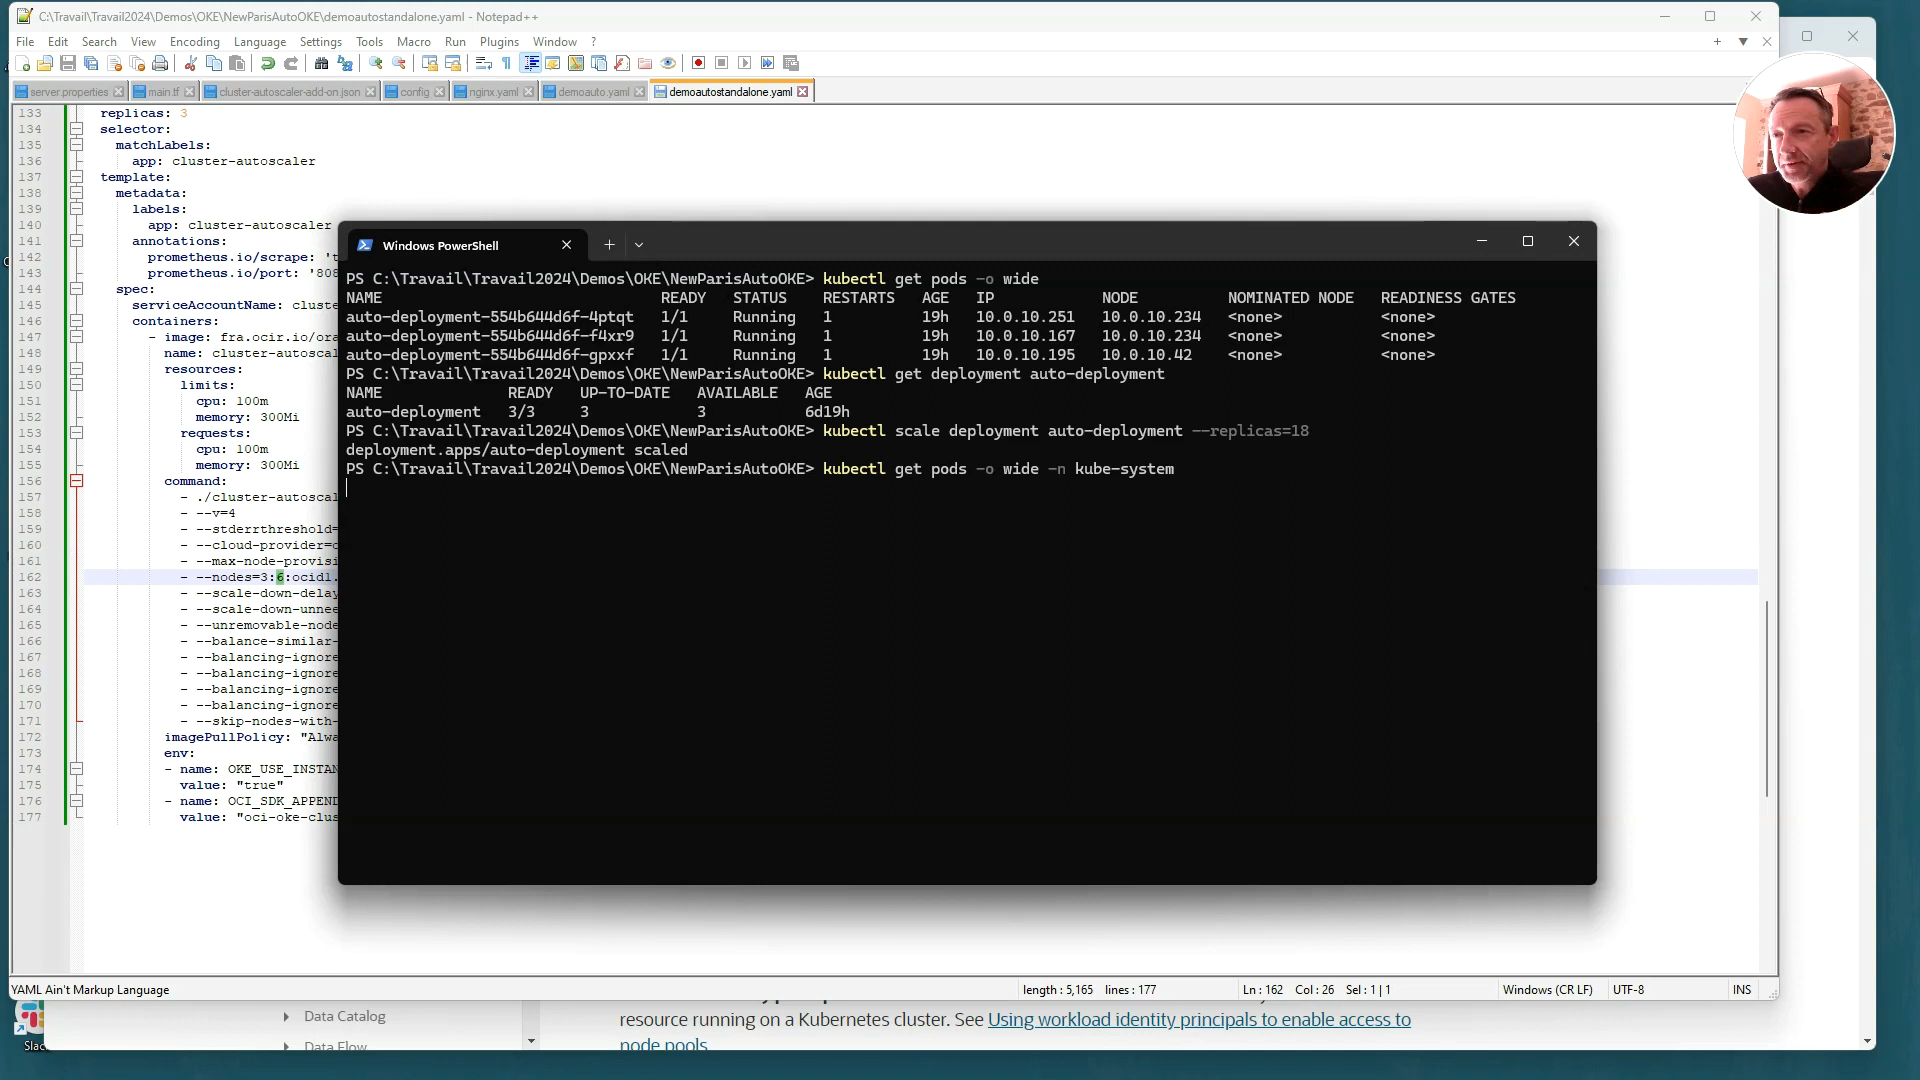 C:\Travail\Travail2024\Demos\OKE\NewParisAutoOKE\demoautostandalone.yaml - Notepad++
File Edit Search View Encoding Language Settings Tools Macro Run Plugins Window ?
server.properties main.tf cluster-autoscaler-add-on.json config nginx.yaml demoauto.yaml demoautostandalone.yaml
133 replicas: 3
134 selector:
135 matchLabels:
136 app: cluster-autoscaler
137 template:
138 metadata:
139 labels:
140 app: cluster-autoscaler
141 annotations:
142 prometheus.io/scrape: 't
143 prometheus.io/port: '808
144 spec:
145 serviceAccountName: cluste
146 containers:
147 - image: fra.ocir.io/ora
148 name: cluster-autoscal
149 resources:
150 limits:
151 cpu: 100m
152 memory: 300Mi
153 requests:
154 cpu: 100m
155 memory: 300Mi
156 command:
157 - ./cluster-autoscal
158 - --v=4
159 - --stderrthreshold=
160 - --cloud-provider=o
161 - --max-node-provisi
162 - --nodes=3:6:ocid1.
163 - --scale-down-delay
164 - --scale-down-unnee
165 - --unremovable-node
166 - --balance-similar-
167 - --balancing-ignore
168 - --balancing-ignore
169 - --balancing-ignore
170 - --balancing-ignore
171 - --skip-nodes-with-
172 imagePullPolicy: "Alwa
173 env:
174 - name: OKE_USE_INSTAN
175 value: "true"
176 - name: OCI_SDK_APPEND
177 value: "oci-oke-clus
Windows PowerShell
PS C:\Travail\Travail2024\Demos\OKE\NewParisAutoOKE> kubectl get pods -o wide
NAME READY STATUS RESTARTS AGE IP NODE NOMINATED NODE READINESS GATES
auto-deployment-554b644d6f-4ptqt 1/1 Running 1 19h 10.0.10.251 10.0.10.234 <none> <none>
auto-deployment-554b644d6f-f4xr9 1/1 Running 1 19h 10.0.10.167 10.0.10.234 <none> <none>
auto-deployment-554b644d6f-gpxxf 1/1 Running 1 19h 10.0.10.195 10.0.10.42 <none> <none>
PS C:\Travail\Travail2024\Demos\OKE\NewParisAutoOKE> kubectl get deployment auto-deployment
NAME READY UP-TO-DATE AVAILABLE AGE
auto-deployment 3/3 3 3 6d19h
PS C:\Travail\Travail2024\Demos\OKE\NewParisAutoOKE> kubectl scale deployment auto-deployment --replicas=18
deployment.apps/auto-deployment scaled
PS C:\Travail\Travail2024\Demos\OKE\NewParisAutoOKE> kubectl get pods -o wide -n kube-system
YAML Ain't Markup Language length : 5,165 lines : 177 Ln : 162 Col : 26 Sel : 1 | 1 Windows (CR LF) UTF-8 INS
Slac
Data Catalog
Data Flow
resource running on a Kubernetes cluster. See Using workload identity principals to enable access to
node pools.